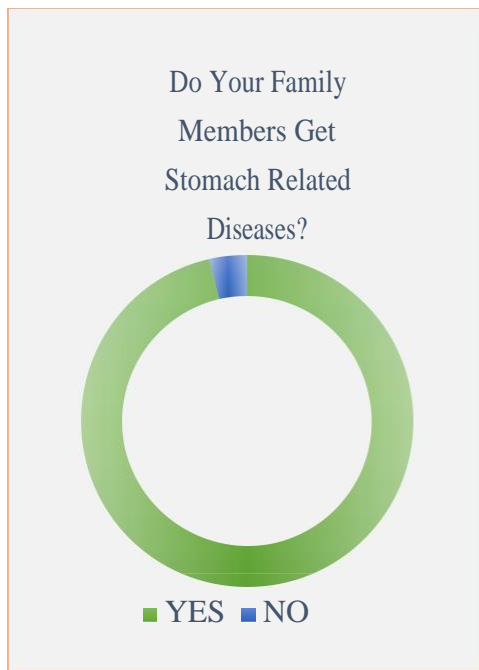 Do Your Family
Members Get
Stomach Related
Diseases?
YES NO